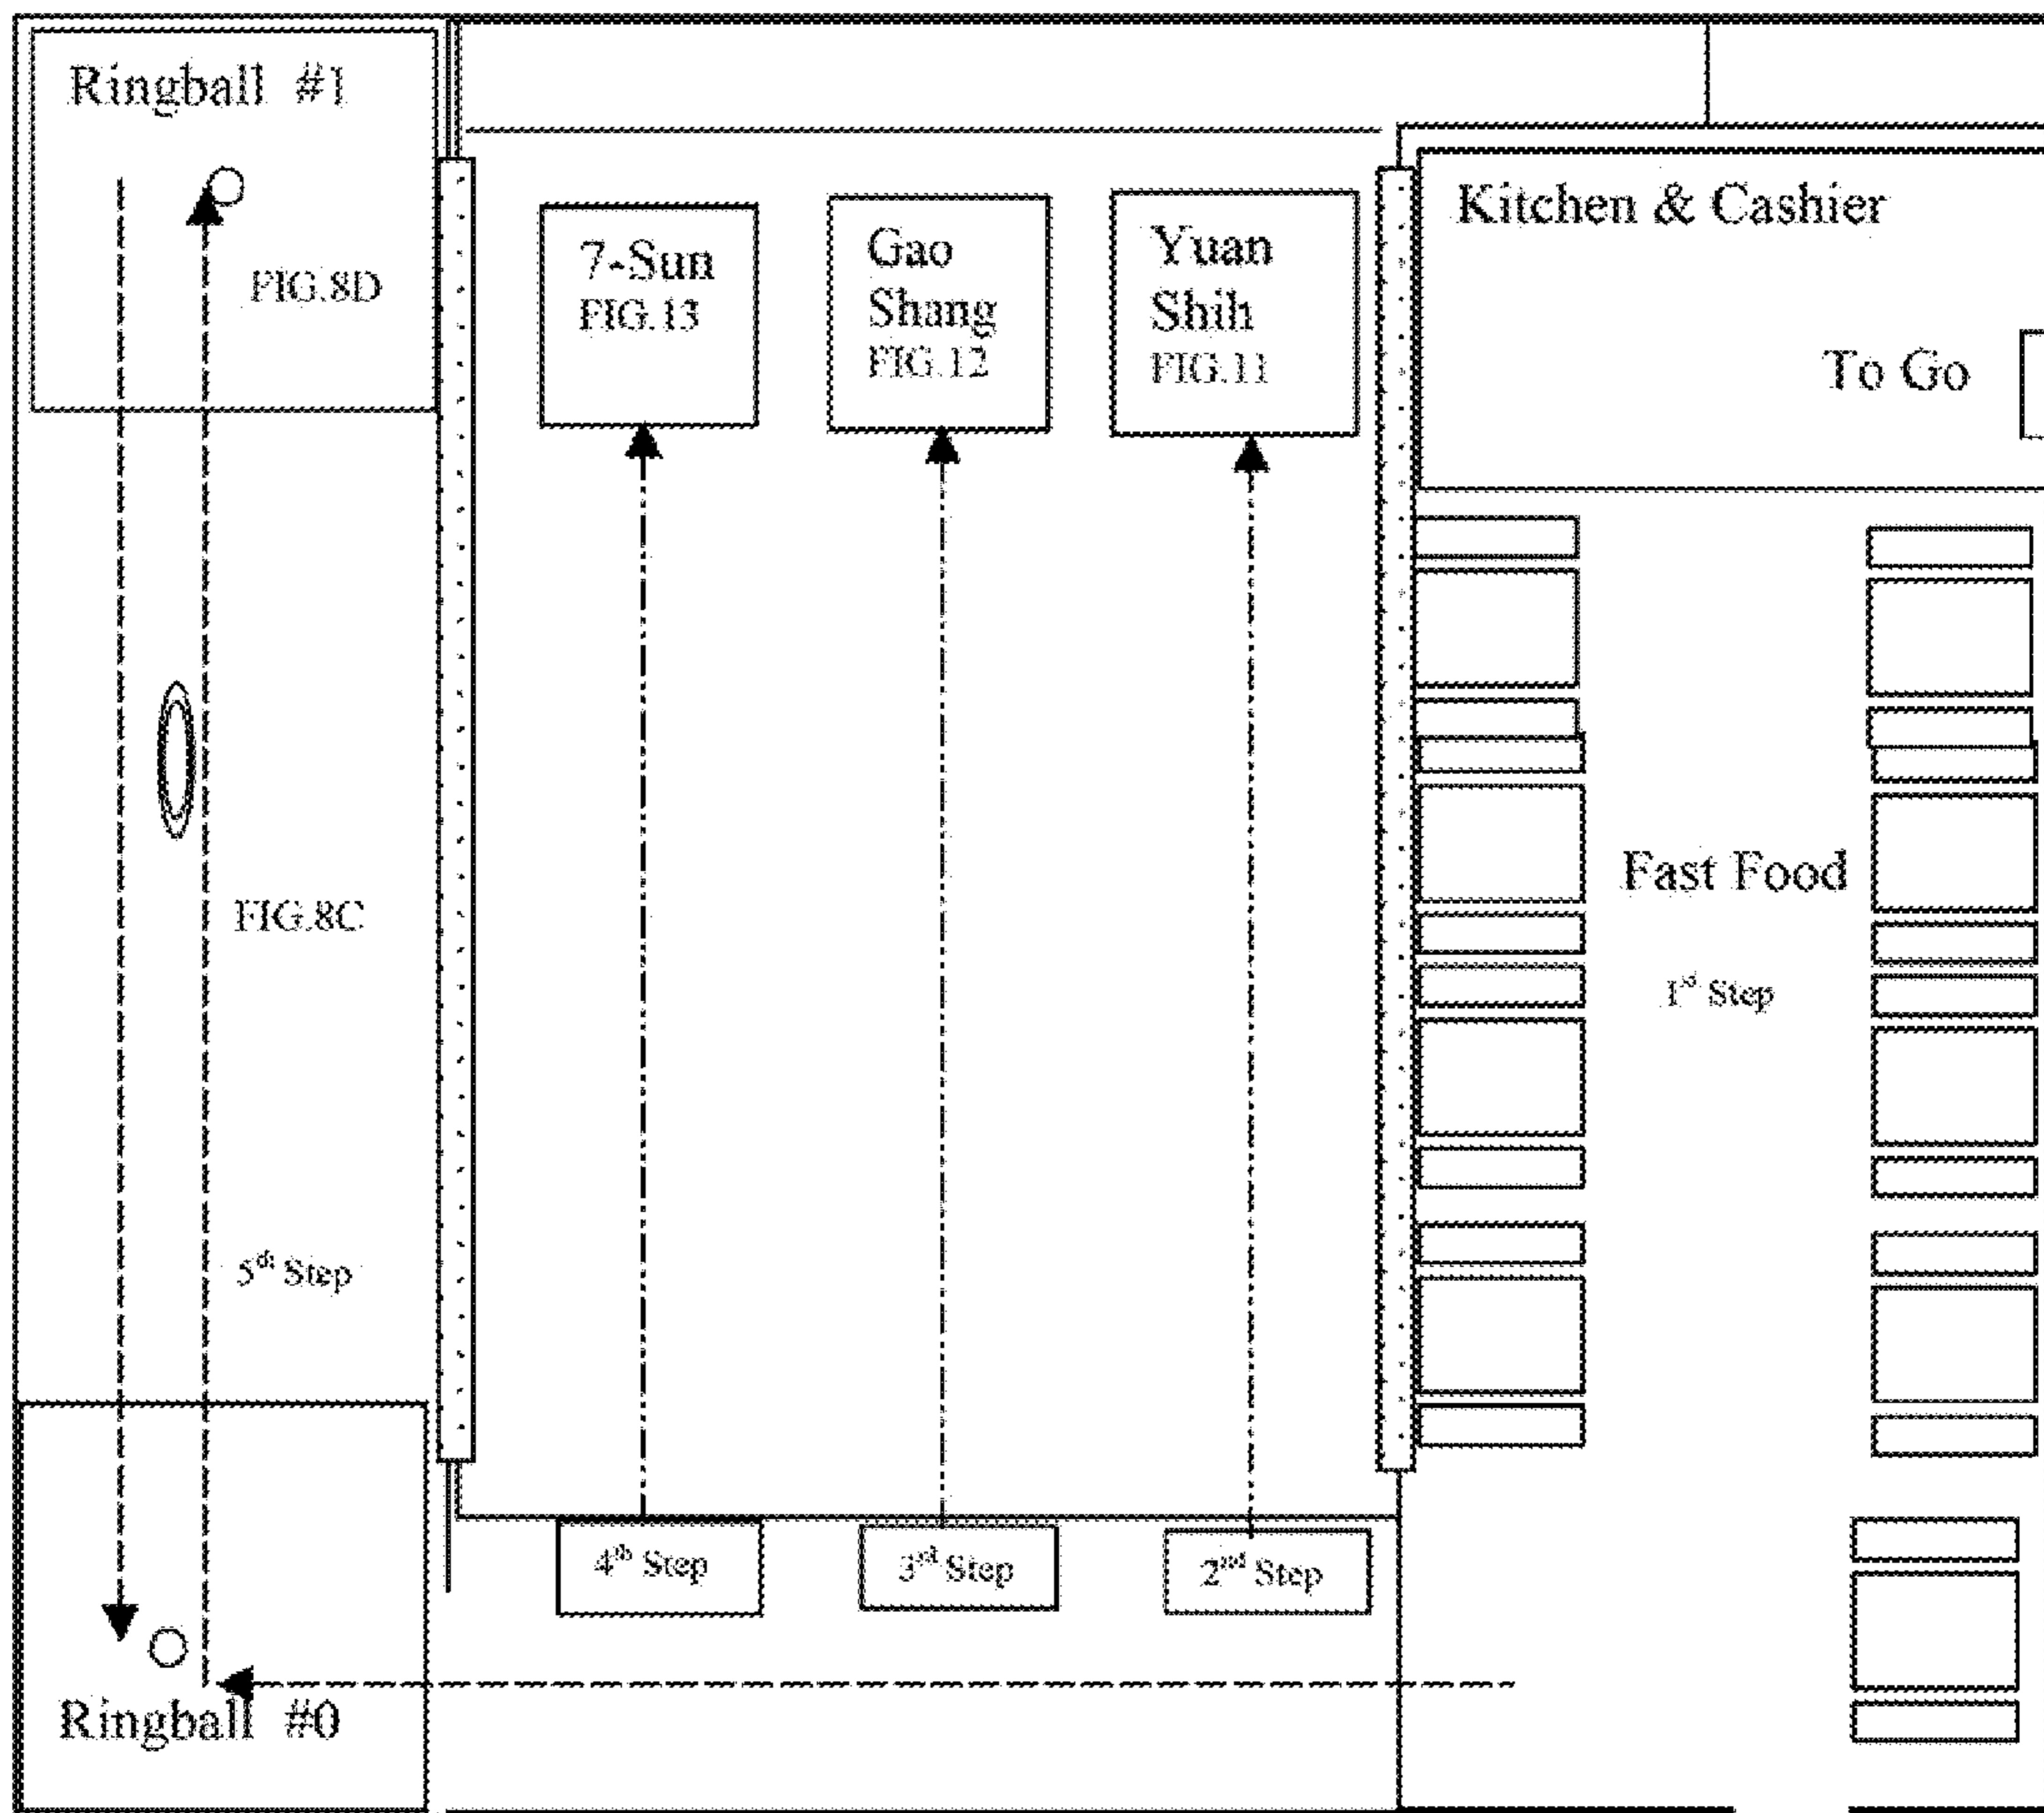 Ringball #1
FIG.8D
7-Sun
FIG.13
Gao
Shang
FIG.12
Yuan
Shih
FIG.11
Kitchen & Cashier
To Go
FIG.8C
Fast Food
1st Step
5th Step
4th Step
3rd Step
2nd Step
Ringball #0